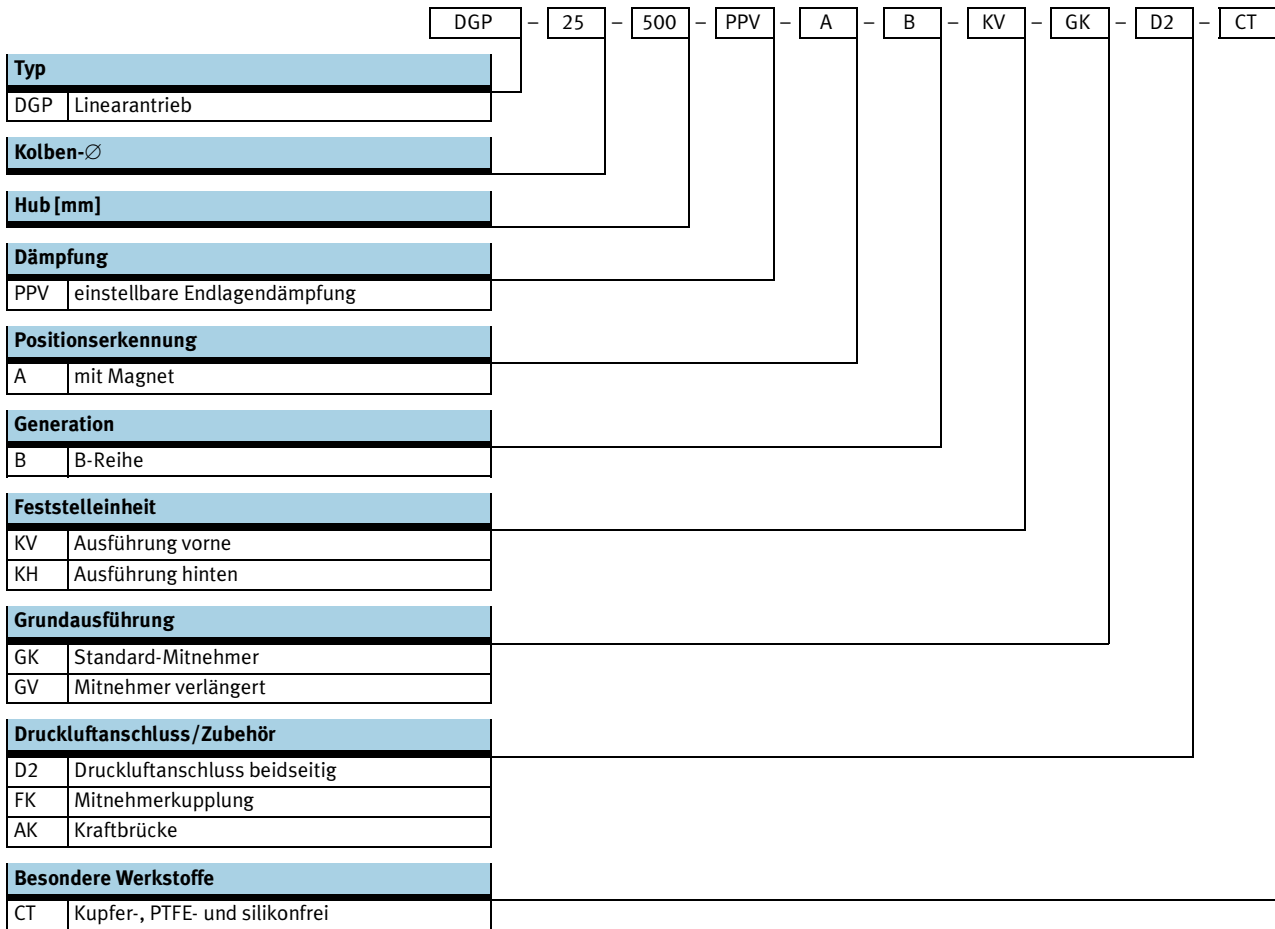 DGP – 25 – 500 – PPV – A – B – KV – GK – D2 – CT
Typ
DGP Linearantrieb
Kolben-∅
Hub [mm]
Dämpfung
PPV einstellbare Endlagendämpfung
Positionserkennung
A mit Magnet
Generation
B B-Reihe
Feststelleinheit
KV Ausführung vorne
KH Ausführung hinten
Grundausführung
GK Standard-Mitnehmer
GV Mitnehmer verlängert
Druckluftanschluss/Zubehör
D2 Druckluftanschluss beidseitig
FK Mitnehmerkupplung
AK Kraftbrücke
Besondere Werkstoffe
CT Kupfer-, PTFE- und silikonfrei